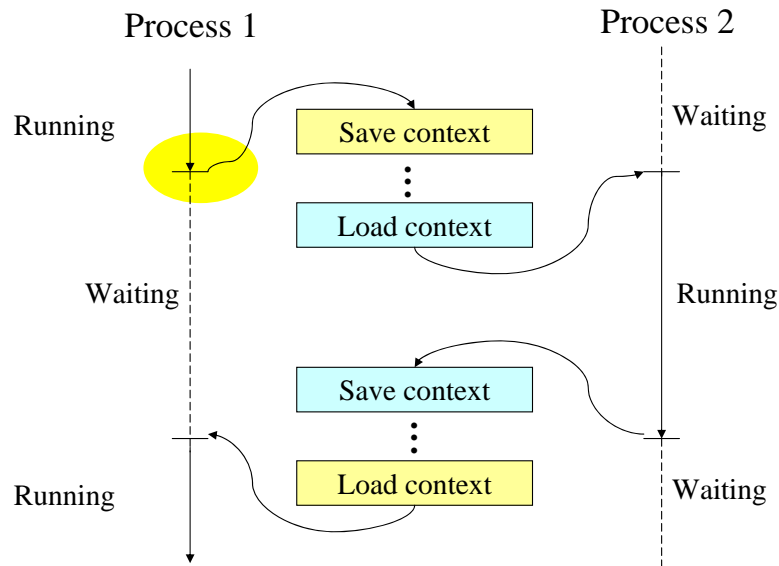 Process 1
Process 2
Running
Save context
Waiting
Load context
Waiting
Running
Save context
Running
Load context
Waiting